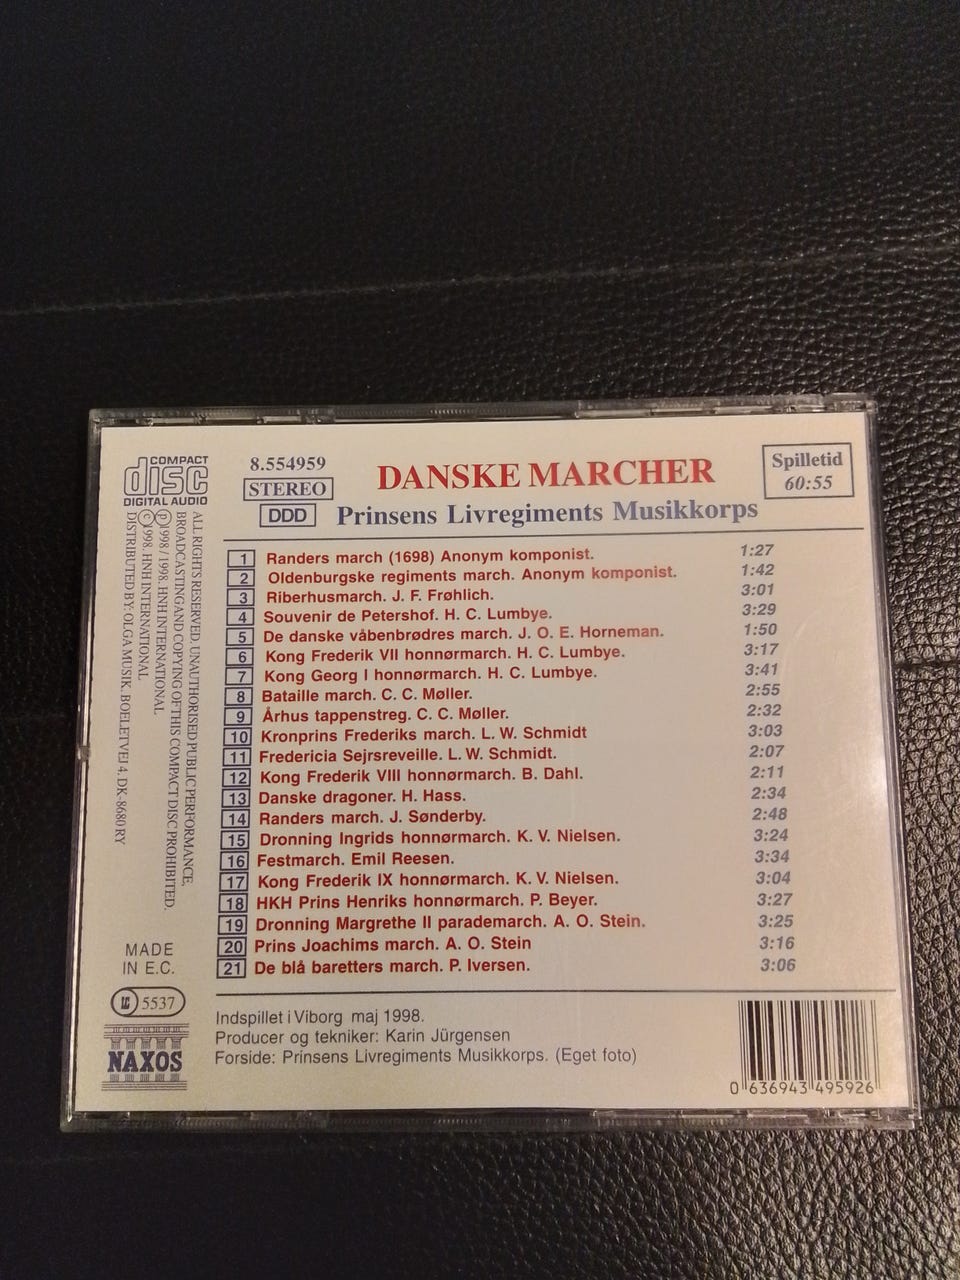 COMPACT
disc
DIGITAL AUDIO
8.554959
STEREO
DDD
DANSKE MARCHER
Prinsens Livregiments Musikkorps
Spilletid
60:55
1 Randers march (1698) Anonym komponist. 1:27
2 Oldenburgske regiments march. Anonym komponist. 1:42
3 Riberhusmarch. J. F. Frøhlich. 3:01
4 Souvenir de Petershof. H. C. Lumbye. 3:29
5 De danske våbenbrødres march. J. O. E. Horneman. 1:50
6 Kong Frederik VII honnørmarch. H. C. Lumbye. 3:17
7 Kong Georg I honnørmarch. H. C. Lumbye. 3:41
8 Bataille march. C. C. Møller. 2:55
9 Århus tappenstreg. C. C. Møller. 2:32
10 Kronprins Frederiks march. L. W. Schmidt 3:03
11 Fredericia Sejrsreveille. L. W. Schmidt. 2:07
12 Kong Frederik VIII honnørmarch. B. Dahl. 2:11
13 Danske dragoner. H. Hass. 2:34
14 Randers march. J. Sønderby. 2:48
15 Dronning Ingrids honnørmarch. K. V. Nielsen. 3:24
16 Festmarch. Emil Reesen. 3:34
17 Kong Frederik IX honnørmarch. K. V. Nielsen. 3:04
18 HKH Prins Henriks honnørmarch. P. Beyer. 3:27
19 Dronning Margrethe II parademarch. A. O. Stein. 3:25
20 Prins Joachims march. A. O. Stein 3:16
21 De blå baretters march. P. Iversen. 3:06
Indspillet i Viborg maj 1998.
Producer og tekniker: Karin Jürgensen
Forside: Prinsens Livregiments Musikkorps. (Eget foto)
0 636943 495926
ALL RIGHTS RESERVED. UNAUTHORISED PUBLIC PERFORMANCE,
BROADCASTING AND COPYING OF THIS COMPACT DISC PROHIBITED.
℗ 1998 / 1998. HNH INTERNATIONAL
© 1998. HNH INTERNATIONAL
DISTRIBUTED BY: OLGA MUSIK. BOELETVEJ 4. DK-8680 RY
MADE
IN E.C.
LC 5537
NAXOS